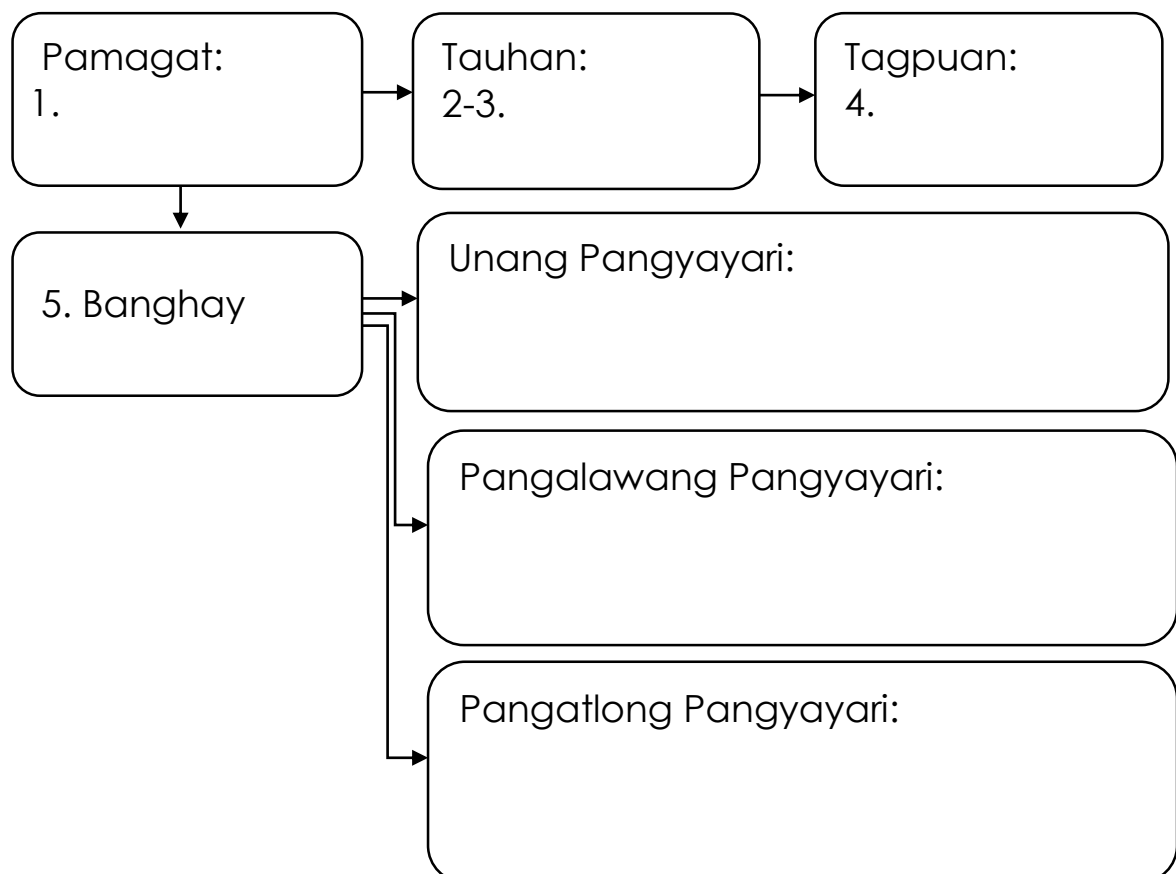 Pamagat:
1.
Tauhan:
2-3.
Tagpuan:
4.
5. Banghay
Unang Pangyayari:
Pangalawang Pangyayari:
Pangatlong Pangyayari: